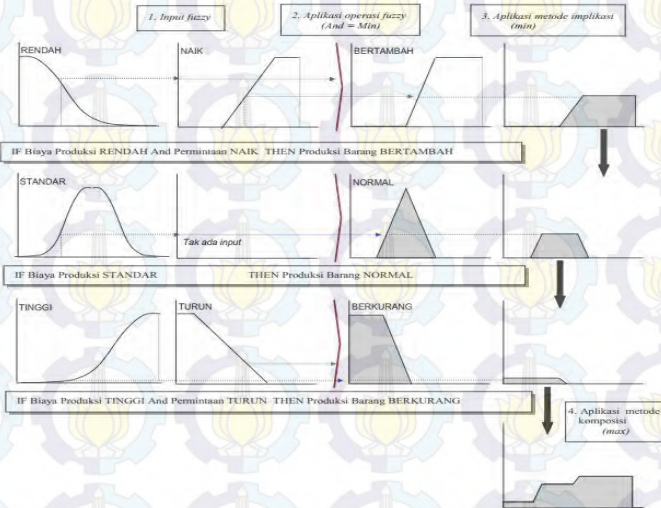 1. Input fuzzy
2. Aplikasi operasi fuzzy
(And = Min)
3. Aplikasi metode implikasi
(min)
RENDAH
NAIK
BERTAMBAH
IF Biaya Produksi RENDAH And Permintaan NAIK THEN Produksi Barang BERTAMBAH
STANDAR
NORMAL
Tak ada input
IF Biaya Produksi STANDAR THEN Produksi Barang NORMAL
TINGGI
TURUN
BERKURANG
IF Biaya Produksi TINGGI And Permintaan TURUN THEN Produksi Barang BERKURANG
4. Aplikasi metode
komposisi
(max)